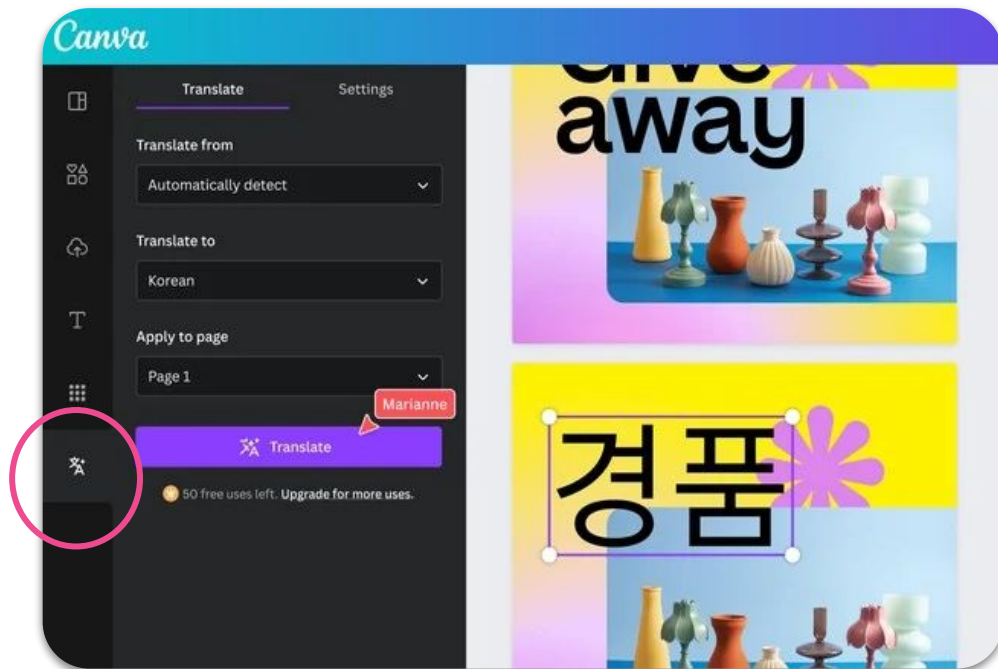 Canva
Translate
Settings
Translate from
Automatically detect
Translate to
Korean
Apply to page
Page 1
Marianne
Translate
50 free uses left. Upgrade for more uses.
Give
away
경품